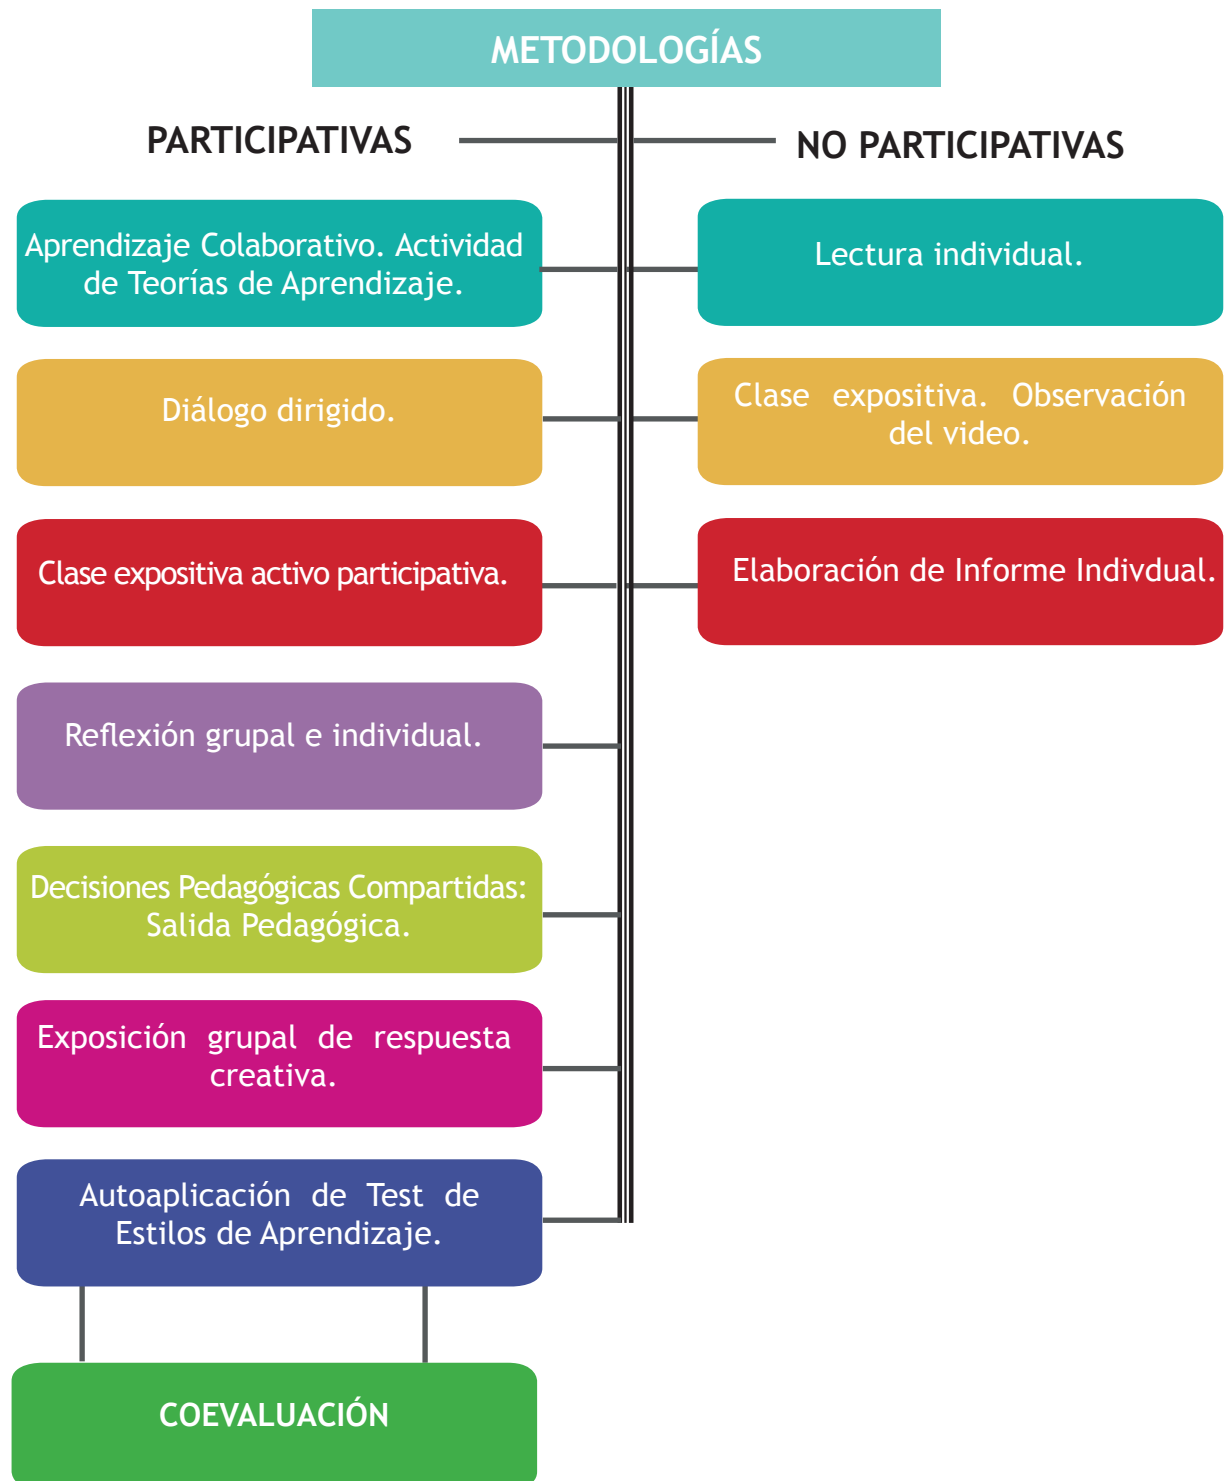 METODOLOGÍAS
PARTICIPATIVAS
NO PARTICIPATIVAS
Aprendizaje Colaborativo. Actividad
de Teorías de Aprendizaje.
Lectura individual.
Diálogo dirigido.
Clase expositiva. Observación
del video.
Clase expositiva activo participativa.
Elaboración de Informe Indivdual.
Reflexión grupal e individual.
Decisiones Pedagógicas Compartidas:
Salida Pedagógica.
Exposición grupal de respuesta
creativa.
Autoaplicación de Test de
Estilos de Aprendizaje.
COEVALUACIÓN